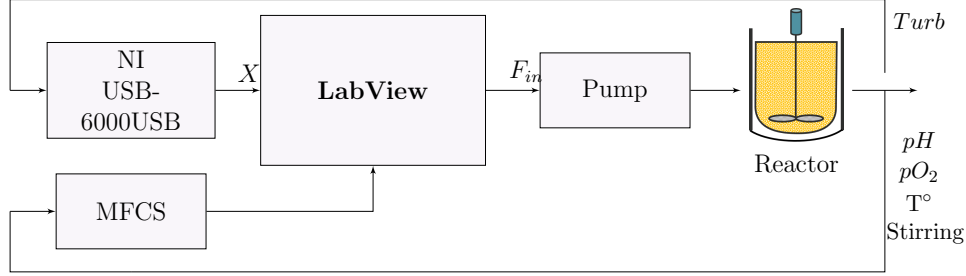 Turb
NI
USB-
6000USB
X
LabView
F_in
Pump
Reactor
pH
pO₂
T°
Stirring
MFCS